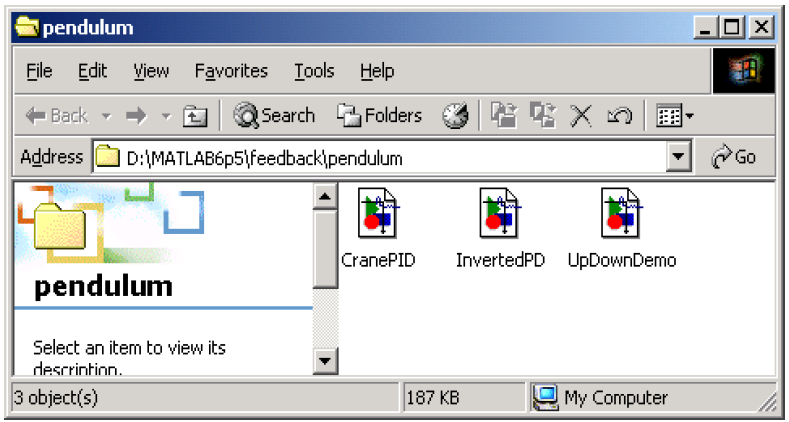 pendulum
File Edit View Favorites Tools Help
Back Search Folders
Address D:\MATLAB6p5\feedback\pendulum Go
CranePID InvertedPD UpDownDemo
pendulum
Select an item to view its
description.
3 object(s) 187 KB My Computer